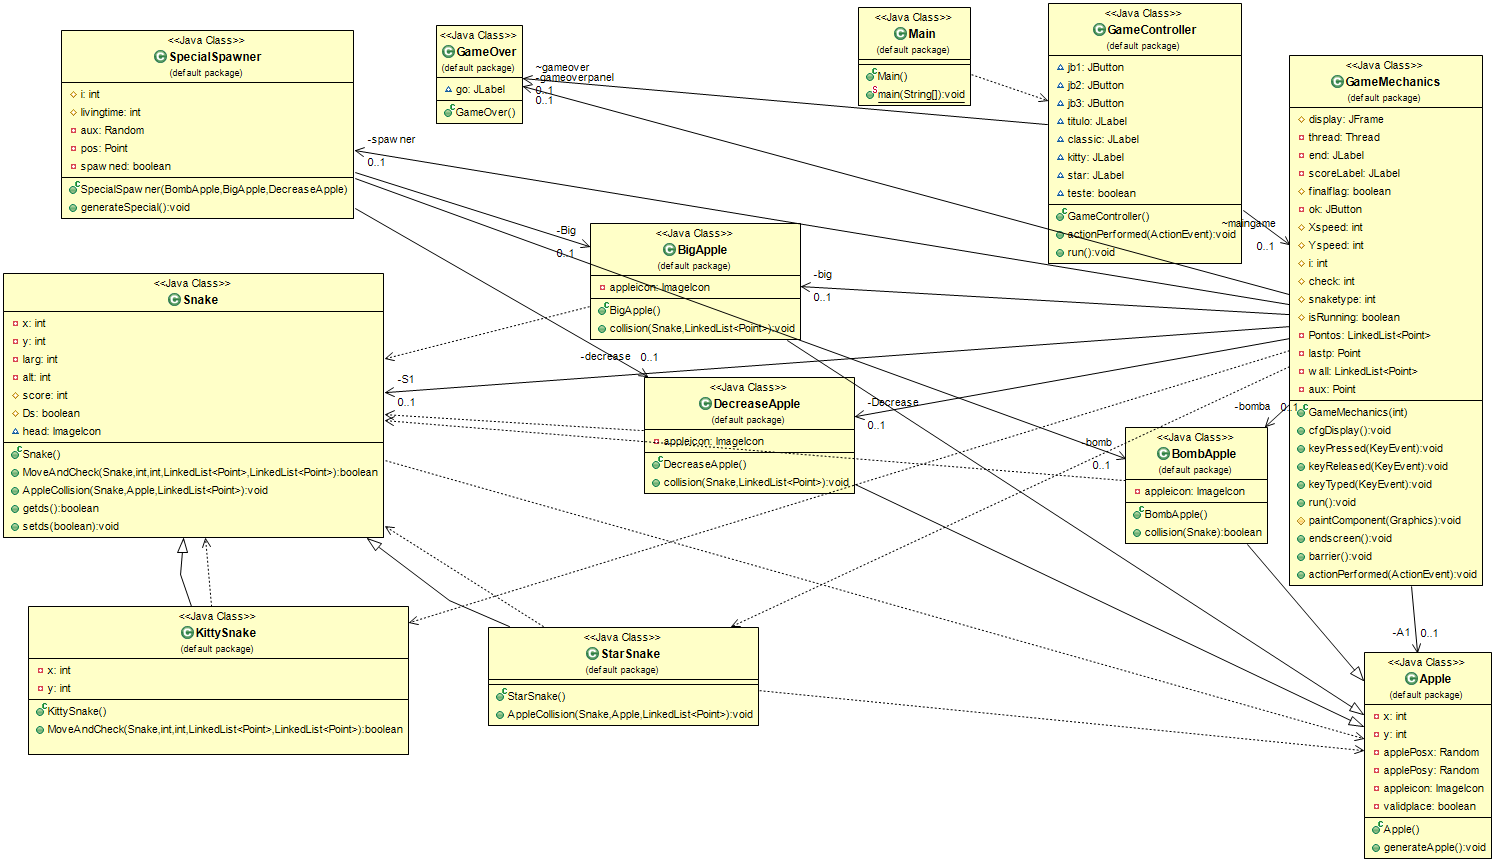 <<Java Class>>
SpecialSpawner
(default package)
i: int
livingtime: int
aux: Random
pos: Point
spawned: boolean
SpecialSpawner(BombApple,BigApple,DecreaseApple)
generateSpecial():void
<<Java Class>>
GameOver
(default package)
go: JLabel
GameOver()
~gameover
-gameoverpanel
0..1
0..1
<<Java Class>>
Main
(default package)
Main()
main(String[]):void
<<Java Class>>
GameController
(default package)
jb1: JButton
jb2: JButton
jb3: JButton
titulo: JLabel
classic: JLabel
kitty: JLabel
star: JLabel
teste: boolean
GameController()
actionPerformed(ActionEvent):void
run():void
~maingame
0..1
<<Java Class>>
GameMechanics
(default package)
display: JFrame
thread: Thread
end: JLabel
scoreLabel: JLabel
finalflag: boolean
ok: JButton
Xspeed: int
Yspeed: int
i: int
check: int
snaketype: int
isRunning: boolean
Pontos: LinkedList<Point>
lastp: Point
wall: LinkedList<Point>
aux: Point
GameMechanics(int)
cfgDisplay():void
keyPressed(KeyEvent):void
keyReleased(KeyEvent):void
keyTyped(KeyEvent):void
run():void
paintComponent(Graphics):void
endscreen():void
barrier():void
actionPerformed(ActionEvent):void
-spawner
0..1
-Big
0..1
<<Java Class>>
BigApple
(default package)
appleicon: ImageIcon
BigApple()
collision(Snake,LinkedList<Point>):void
-big
0..1
<<Java Class>>
Snake
(default package)
x: int
y: int
larg: int
alt: int
score: int
Ds: boolean
head: ImageIcon
Snake()
MoveAndCheck(Snake,int,int,LinkedList<Point>,LinkedList<Point>):boolean
AppleCollision(Snake,Apple,LinkedList<Point>):void
getds():boolean
setds(boolean):void
-S1
0..1
-decrease 0..1
<<Java Class>>
DecreaseApple
(default package)
appleicon: ImageIcon
DecreaseApple()
collision(Snake,LinkedList<Point>):void
-Decrease
0..1
-bomba 0..1
-bomb
0..1
<<Java Class>>
BombApple
(default package)
appleicon: ImageIcon
BombApple()
collision(Snake):boolean
<<Java Class>>
KittySnake
(default package)
x: int
y: int
KittySnake()
MoveAndCheck(Snake,int,int,LinkedList<Point>,LinkedList<Point>):boolean
<<Java Class>>
StarSnake
(default package)
StarSnake()
AppleCollision(Snake,Apple,LinkedList<Point>):void
-A1 0..1
<<Java Class>>
Apple
(default package)
x: int
y: int
applePosx: Random
applePosy: Random
appleicon: ImageIcon
validplace: boolean
Apple()
generateApple():void